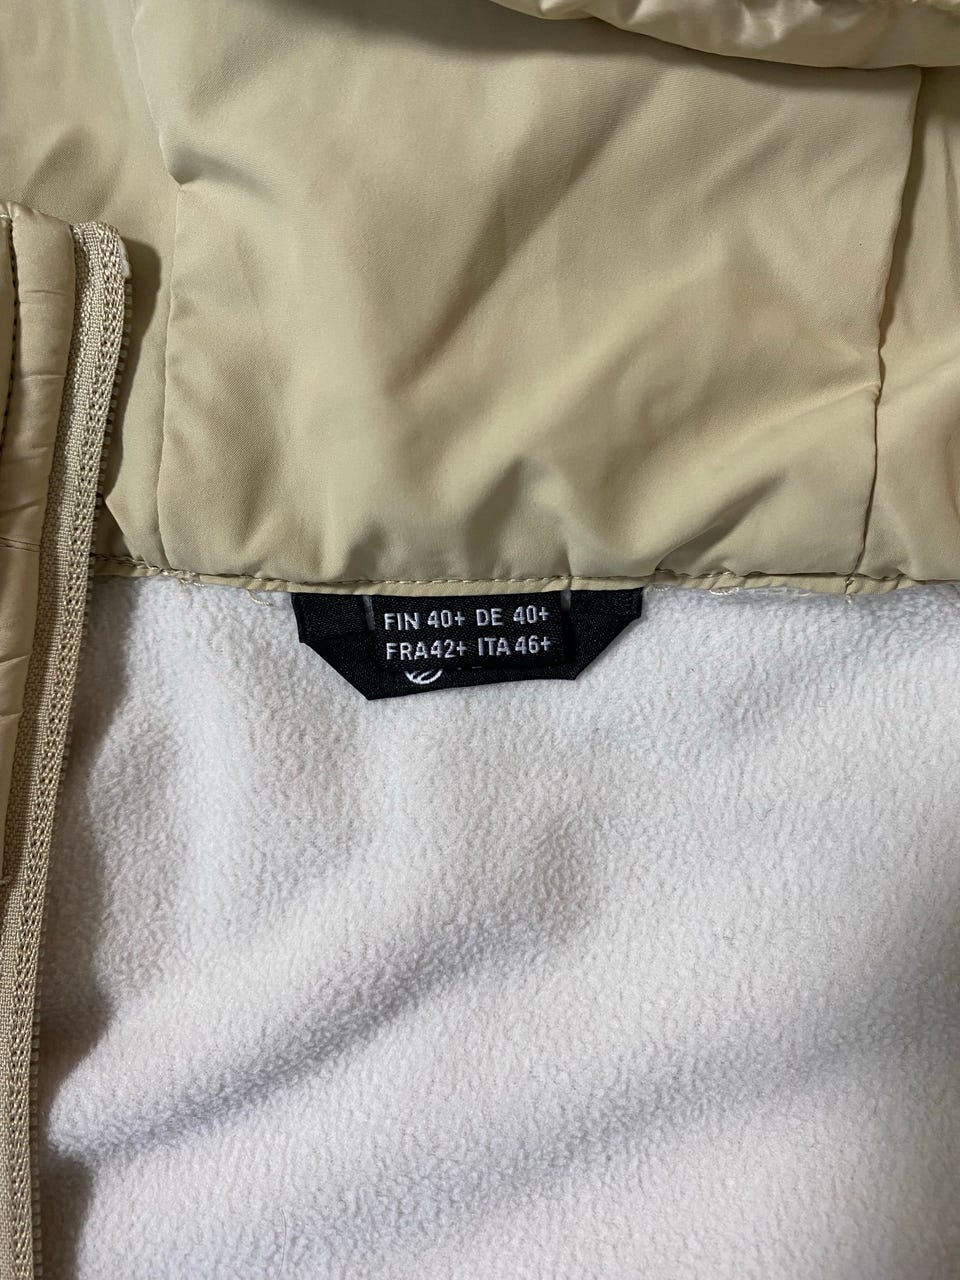 FIN 40+ DE 40+
FRA42+ ITA 46+